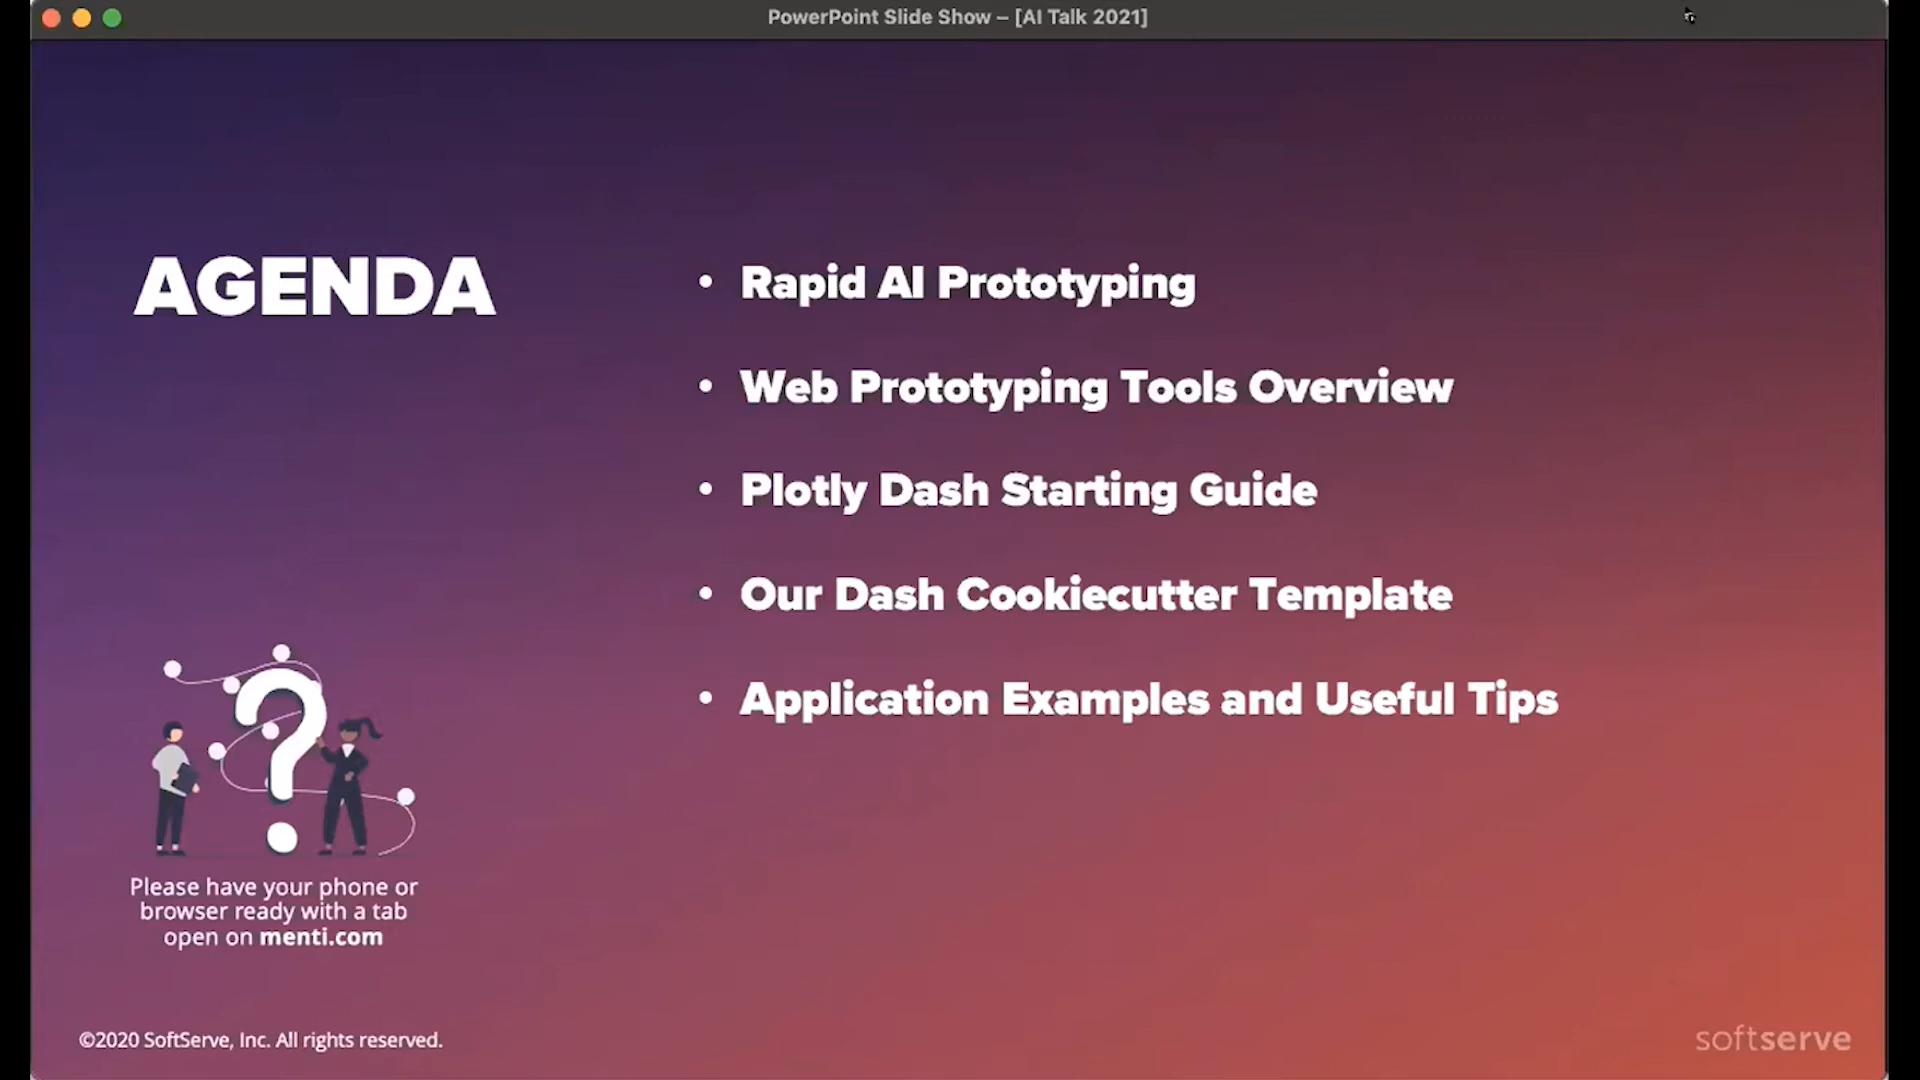 PowerPoint Slide Show – [AI Talk 2021]
AGENDA
• Rapid AI Prototyping
• Web Prototyping Tools Overview
• Plotly Dash Starting Guide
• Our Dash Cookiecutter Template
• Application Examples and Useful Tips
?
Please have your phone or
browser ready with a tab
open on menti.com
©2020 SoftServe, Inc. All rights reserved.
softserve